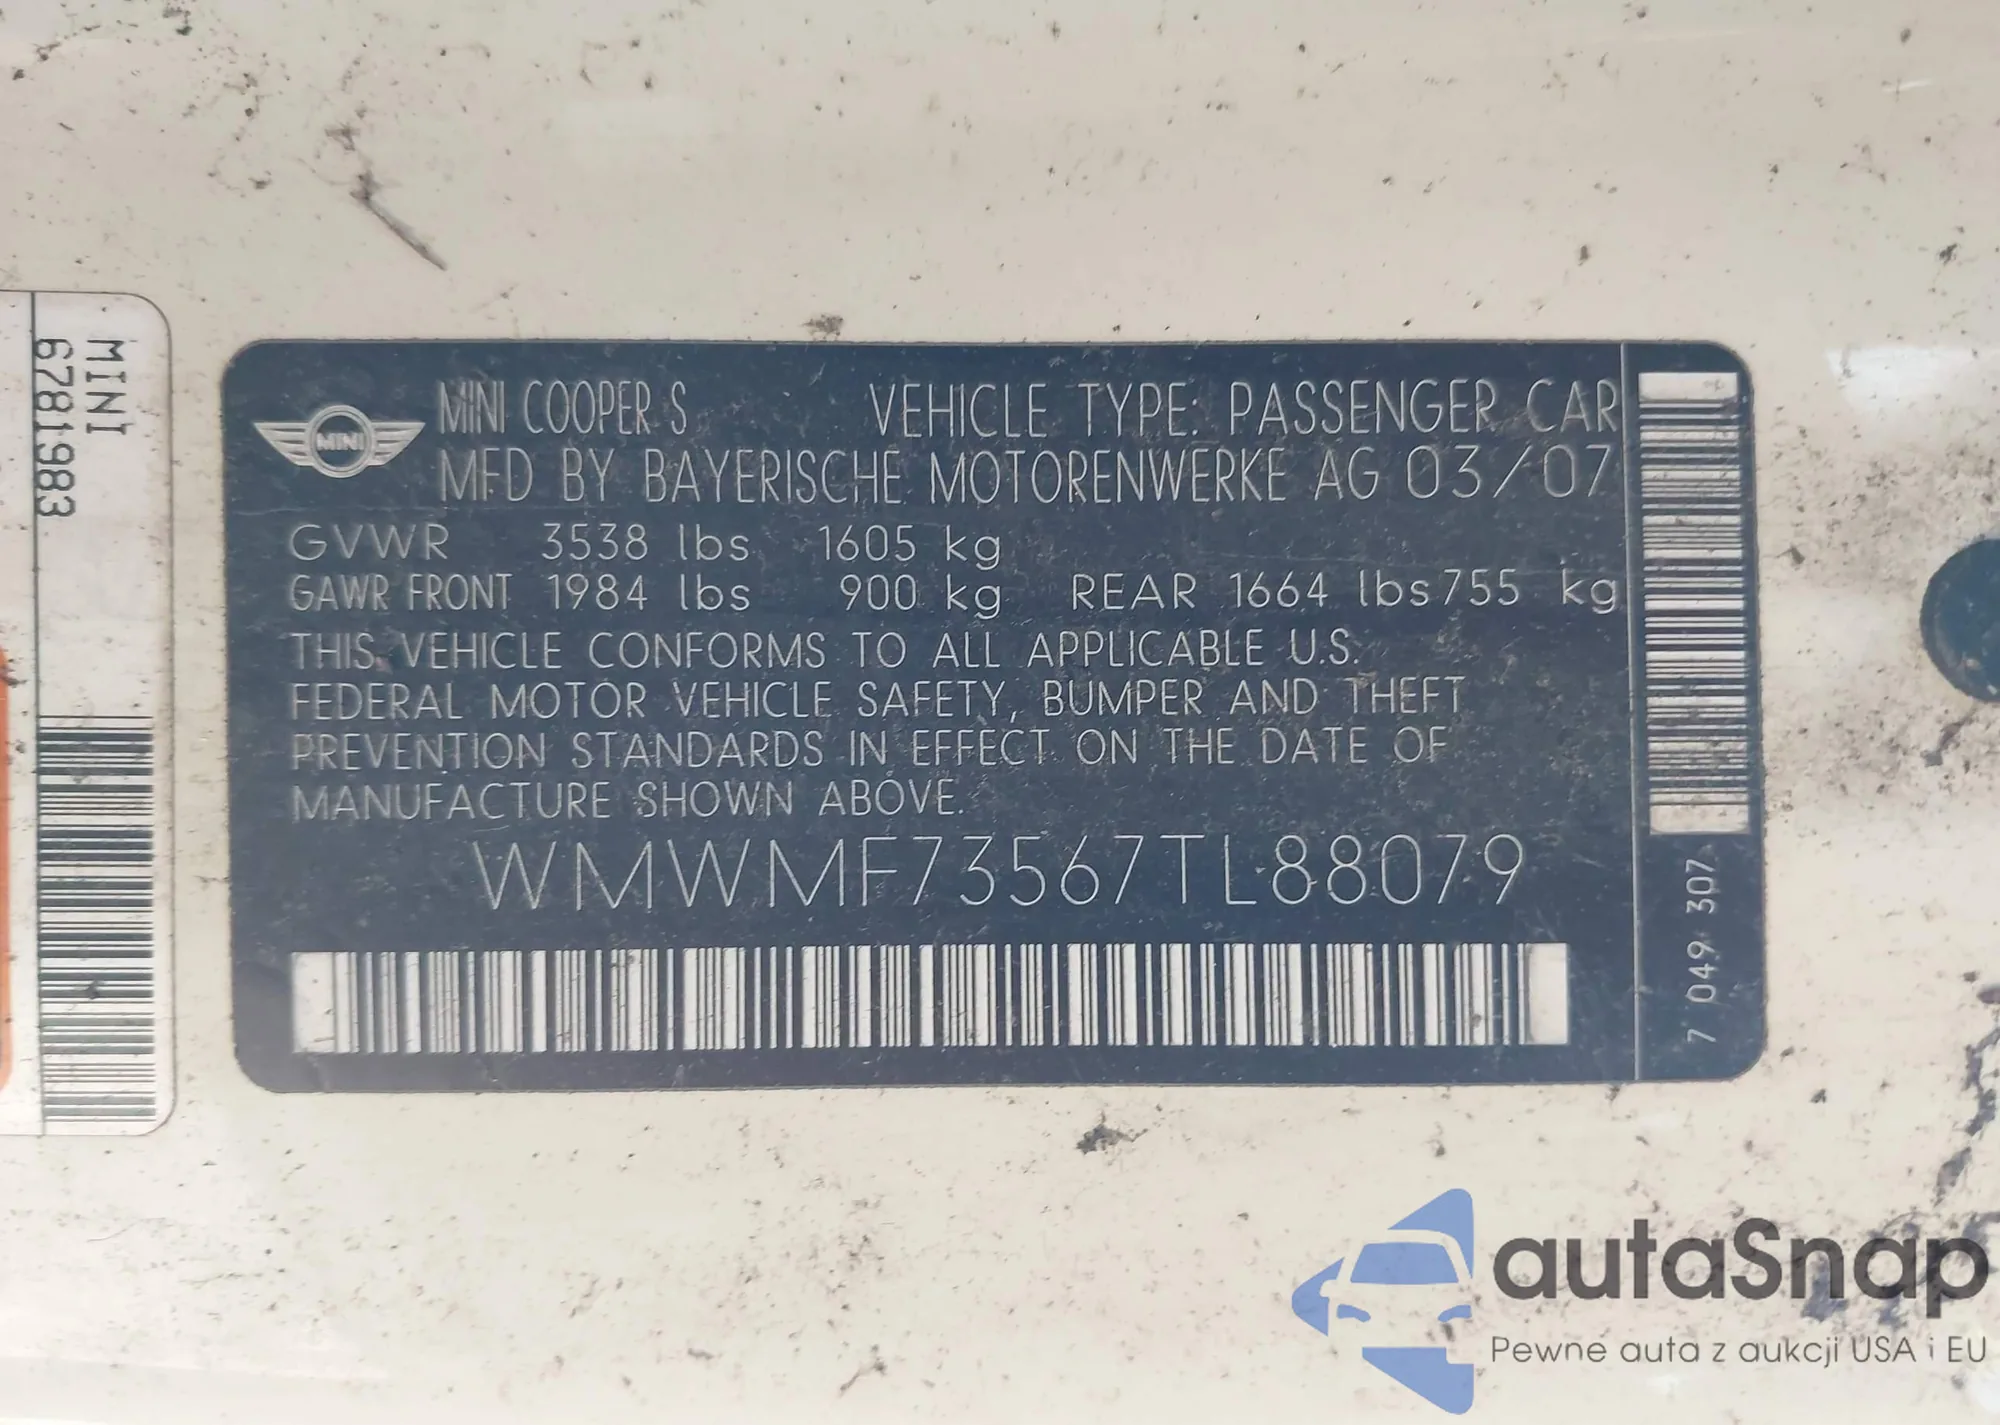 MINI
6781983
MINI
MINI COOPER S VEHICLE TYPE: PASSENGER CAR
MFD BY BAYERISCHE MOTORENWERKE AG 03/07
GVWR 3538 lbs 1605 kg
GAWR FRONT 1984 lbs 900 kg REAR 1664 lbs 755 kg
THIS VEHICLE CONFORMS TO ALL APPLICABLE U.S.
FEDERAL MOTOR VEHICLE SAFETY, BUMPER AND THEFT
PREVENTION STANDARDS IN EFFECT ON THE DATE OF
MANUFACTURE SHOWN ABOVE.
WMWMF73567TL88079
7 049 307
autaSnap
Pewne auta z aukcji USA i EU